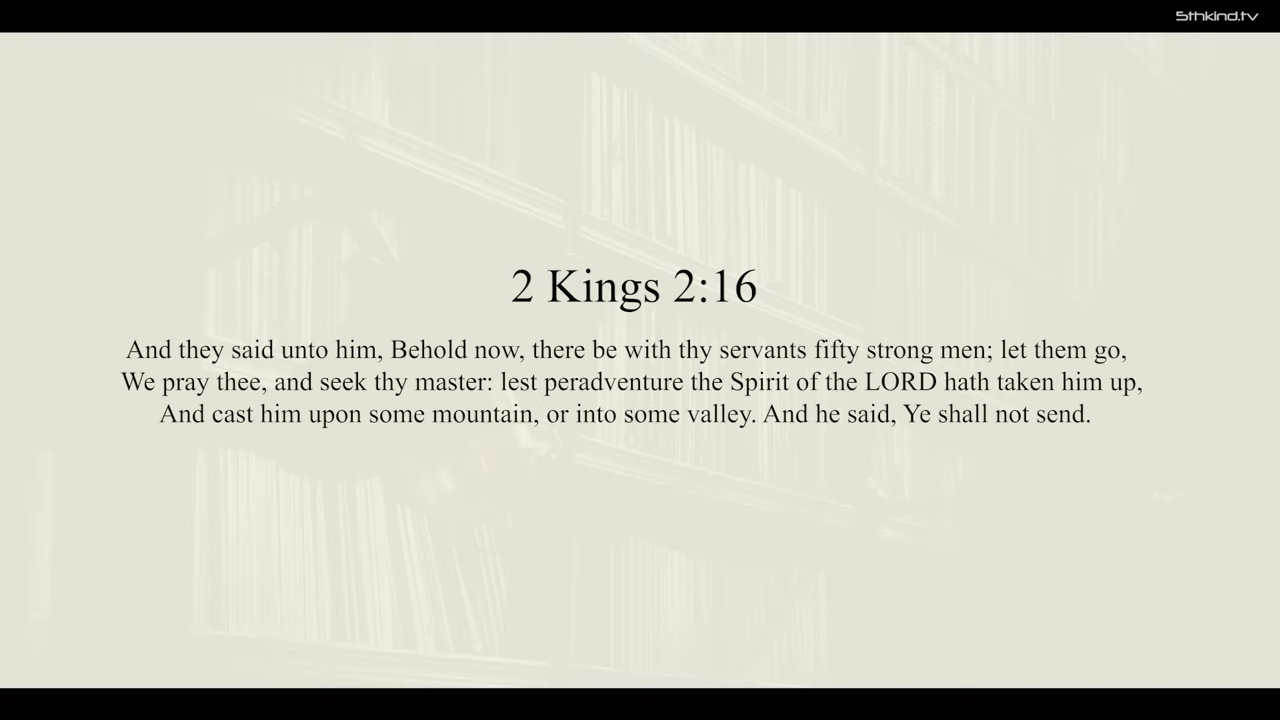 5thkind.tv
2 Kings 2:16
And they said unto him, Behold now, there be with thy servants fifty strong men; let them go,
We pray thee, and seek thy master: lest peradventure the Spirit of the LORD hath taken him up,
And cast him upon some mountain, or into some valley. And he said, Ye shall not send.